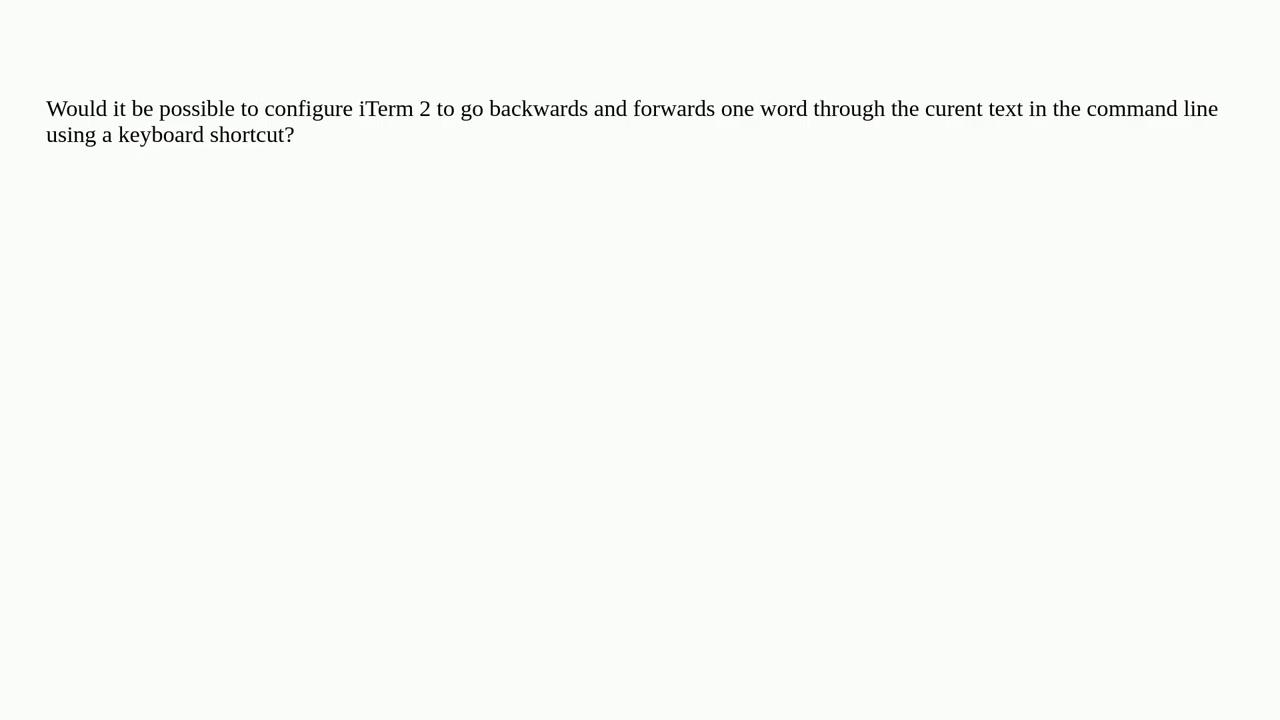 Would it be possible to configure iTerm 2 to go backwards and forwards one word through the curent text in the command line
using a keyboard shortcut?